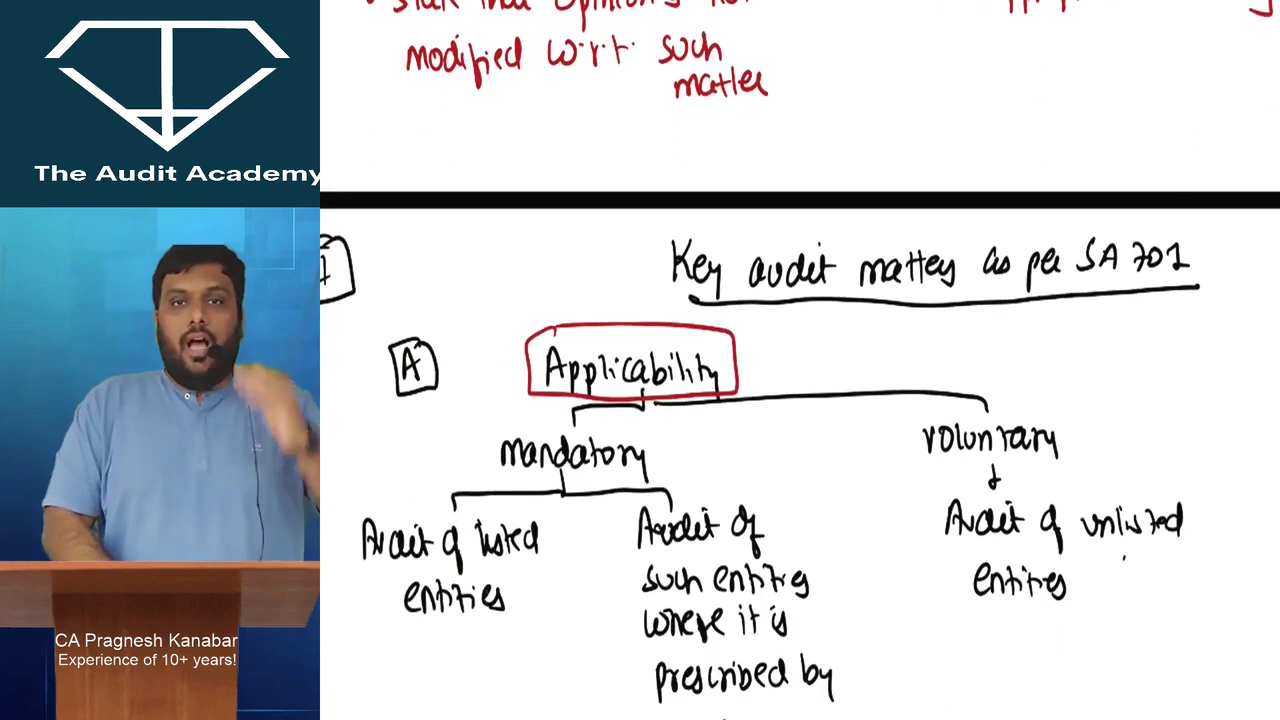 modified w.r.t. such
matter
The Audit Academy
Key audit matters as per SA 701
A
Applicability
mandatory
voluntary
Audit of listed
entities
Audit of
such entities
where it is
prescribed by
Audit of unlisted
entities
CA Pragnesh Kanabar
Experience of 10+ years!